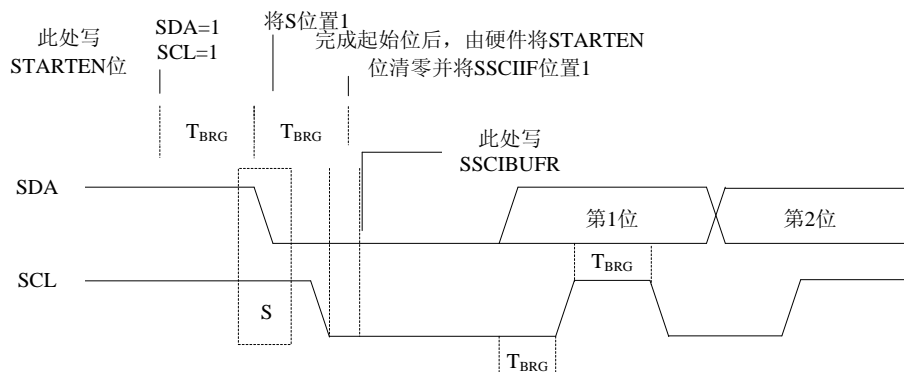 此处写
STARTEN位
SDA=1
SCL=1
将S位置1
完成起始位后，由硬件将STARTEN
位清零并将SSCIIF位置1
TBRG
TBRG
此处写
SSCIBUFR
SDA
第1位
第2位
TBRG
SCL
S
TBRG